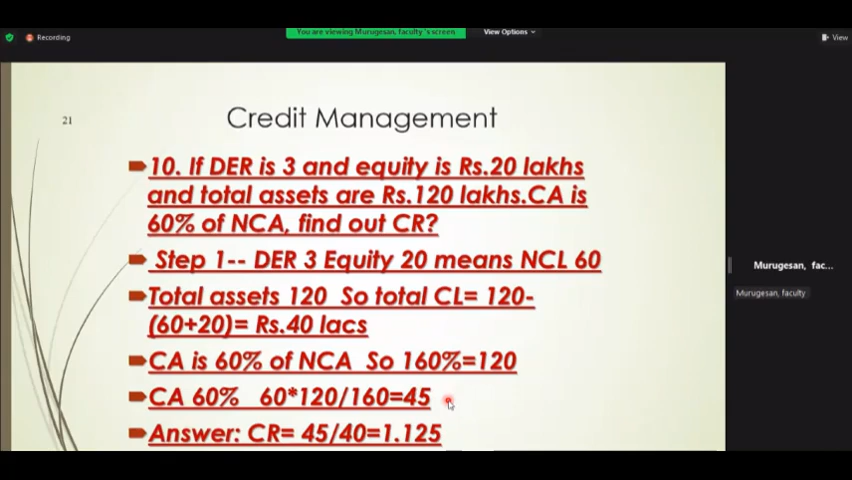 Recording
You are viewing Murugesan, faculty 's screen
View Options
View
21
Credit Management
10. If DER is 3 and equity is Rs.20 lakhs
and total assets are Rs.120 lakhs.CA is
60% of NCA, find out CR?
Step 1-- DER 3 Equity 20 means NCL 60
Total assets 120 So total CL= 120-
(60+20)= Rs.40 lacs
CA is 60% of NCA So 160%=120
CA 60% 60*120/160=45
Answer: CR= 45/40=1.125
Murugesan, fac...
Murugesan, faculty